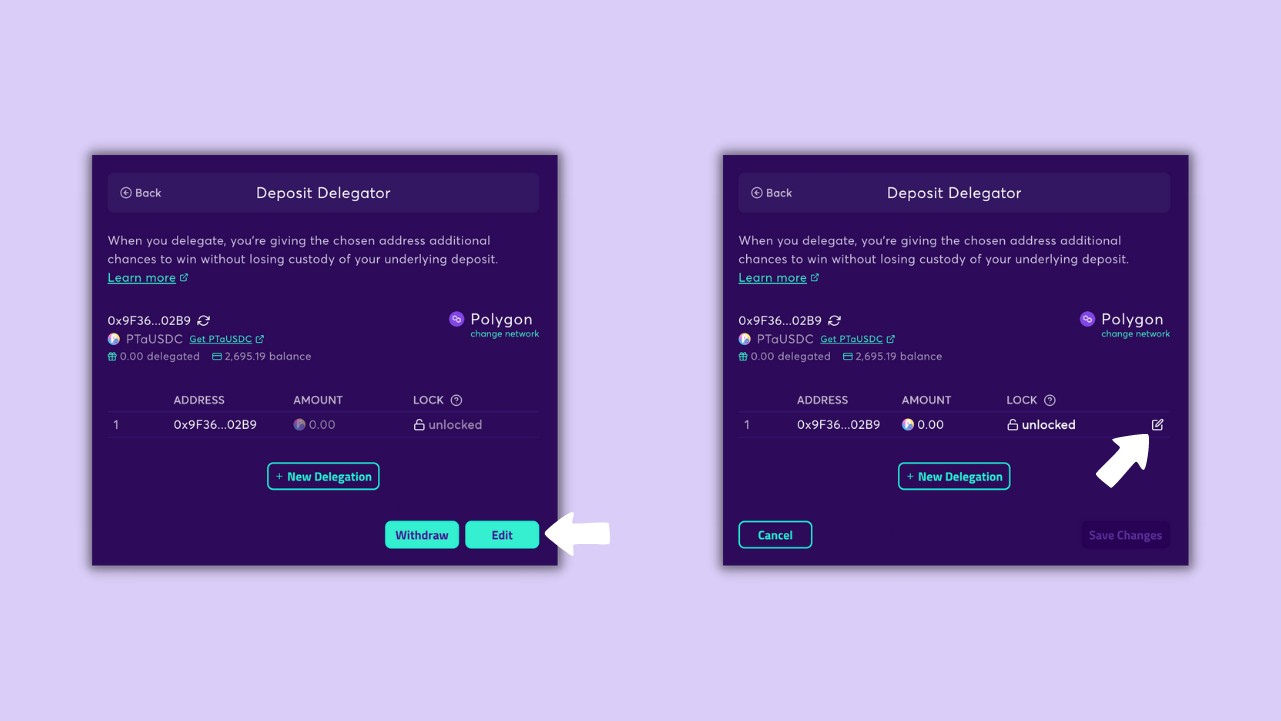 Back
Deposit Delegator
When you delegate, you're giving the chosen address additional
chances to win without losing custody of your underlying deposit.
Learn more
0x9F36...02B9
Polygon
change network
PTaUSDC Get PTaUSDC
0.00 delegated 2,695.19 balance
ADDRESS AMOUNT LOCK
1 0x9F36...02B9 0.00 unlocked
+ New Delegation
Withdraw Edit
Back
Deposit Delegator
When you delegate, you're giving the chosen address additional
chances to win without losing custody of your underlying deposit.
Learn more
0x9F36...02B9
Polygon
change network
PTaUSDC Get PTaUSDC
0.00 delegated 2,695.19 balance
ADDRESS AMOUNT LOCK
1 0x9F36...02B9 0.00 unlocked
+ New Delegation
Cancel Save Changes